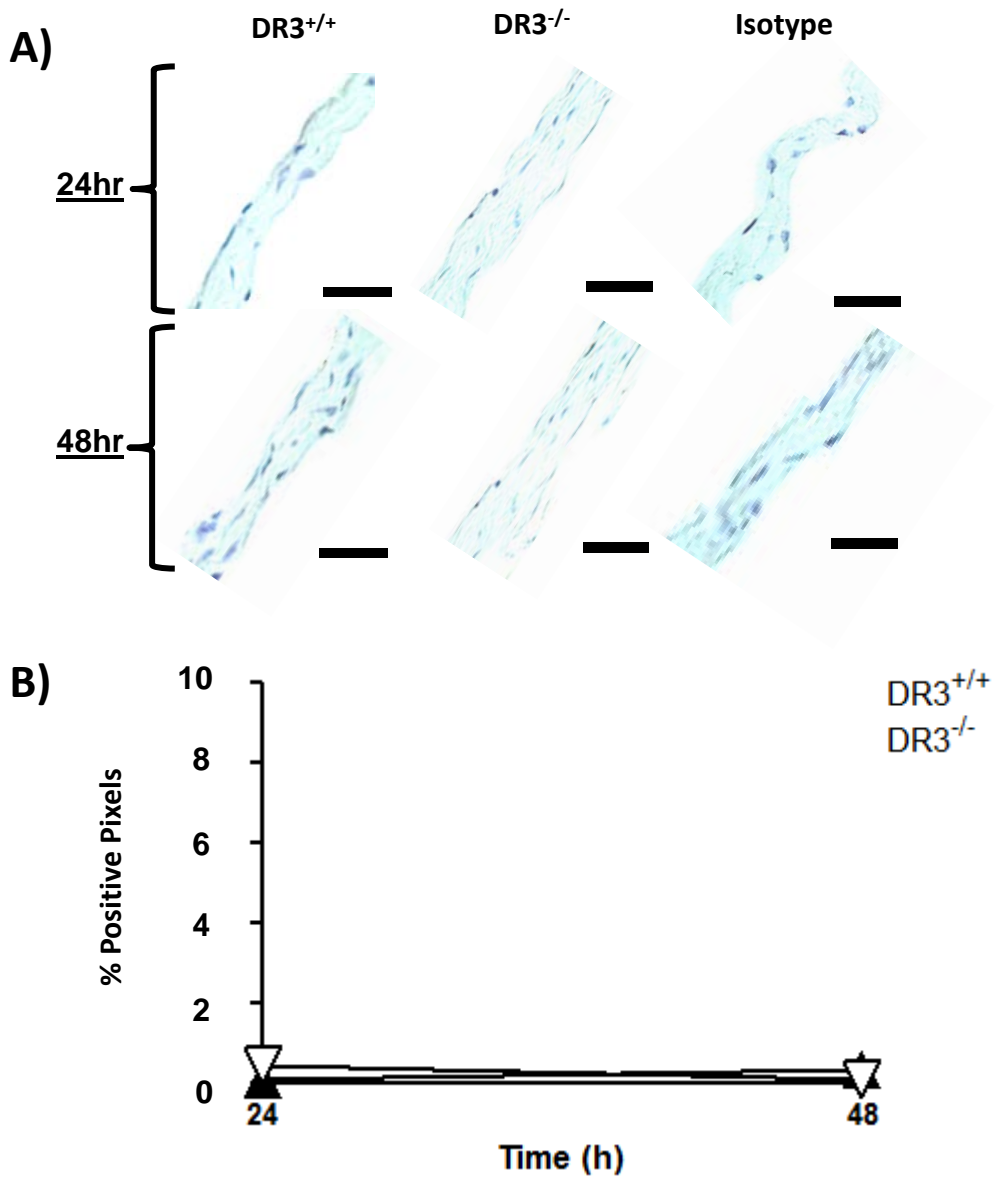 A)
DR3+/+ DR3-/- Isotype
24hr
48hr
B)
% Positive Pixels
10
8
6
4
2
0
24 48
Time (h)
DR3+/+
DR3-/-